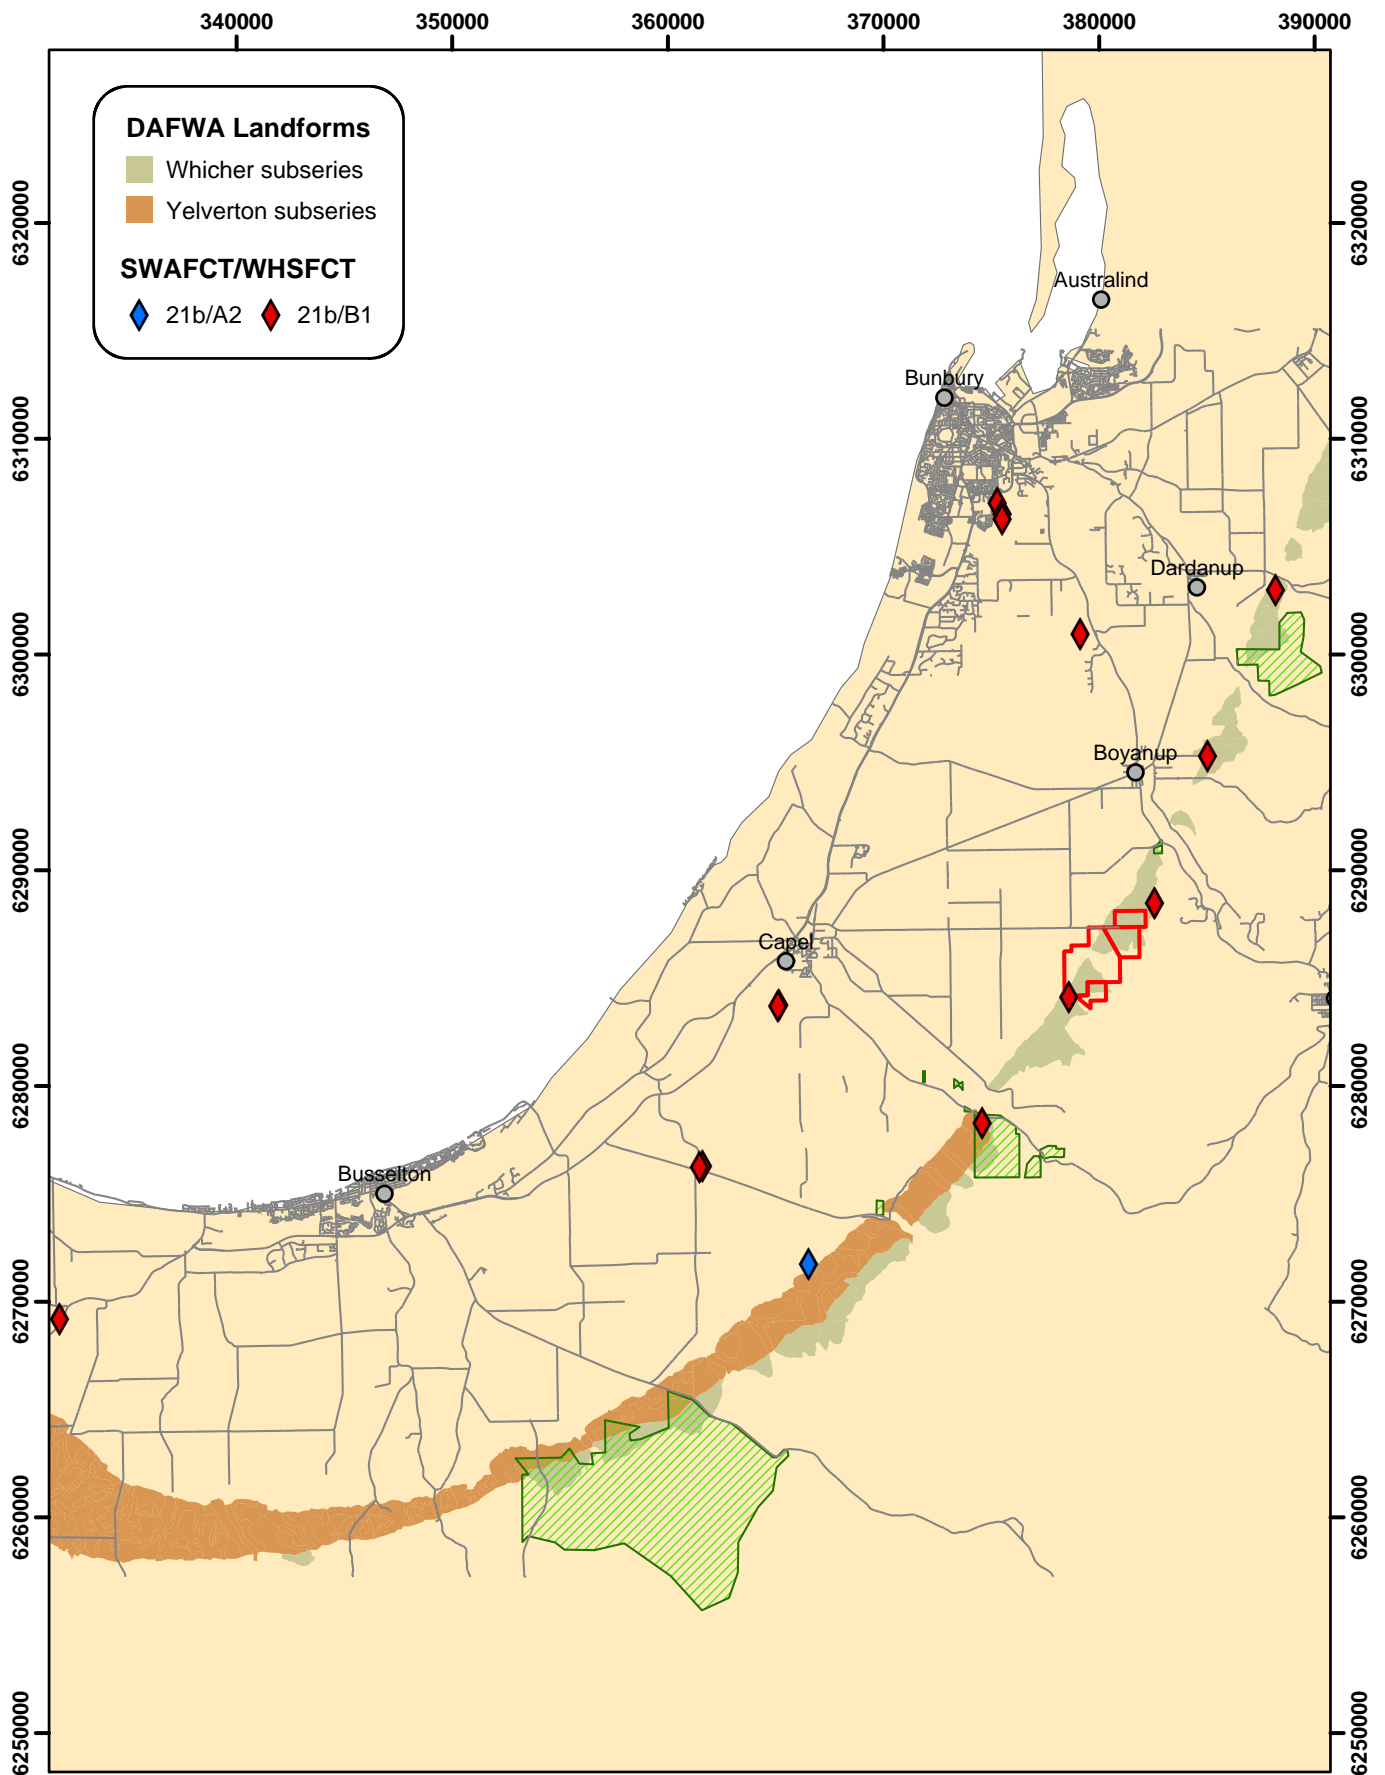 340000 350000 360000 370000 380000 390000
DAFWA Landforms
Whicher subseries
Yelverton subseries
SWAFCT/WHSFCT
21b/A2 21b/B1
6320000 6320000
Australind
Bunbury
6310000 6310000
Dardanup
6300000 6300000
Boyanup
6290000 6290000
Capel
6280000 6280000
Busselton
6270000 6270000
6260000 6260000
6250000 6250000